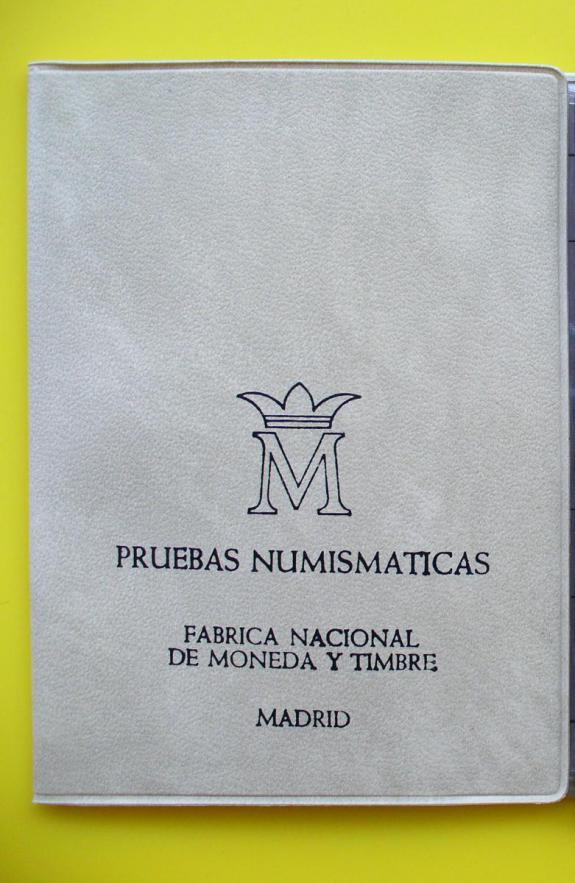 M
PRUEBAS NUMISMATICAS
FABRICA NACIONAL
DE MONEDA Y TIMBRE
MADRID